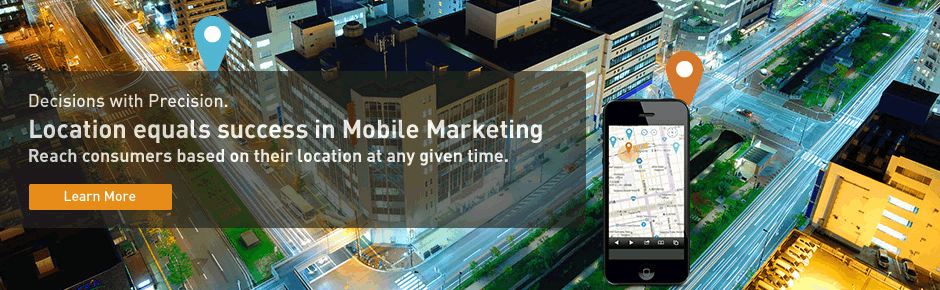 Decisions with Precision.
Location equals success in Mobile Marketing
Reach consumers based on their location at any given time.
Learn More